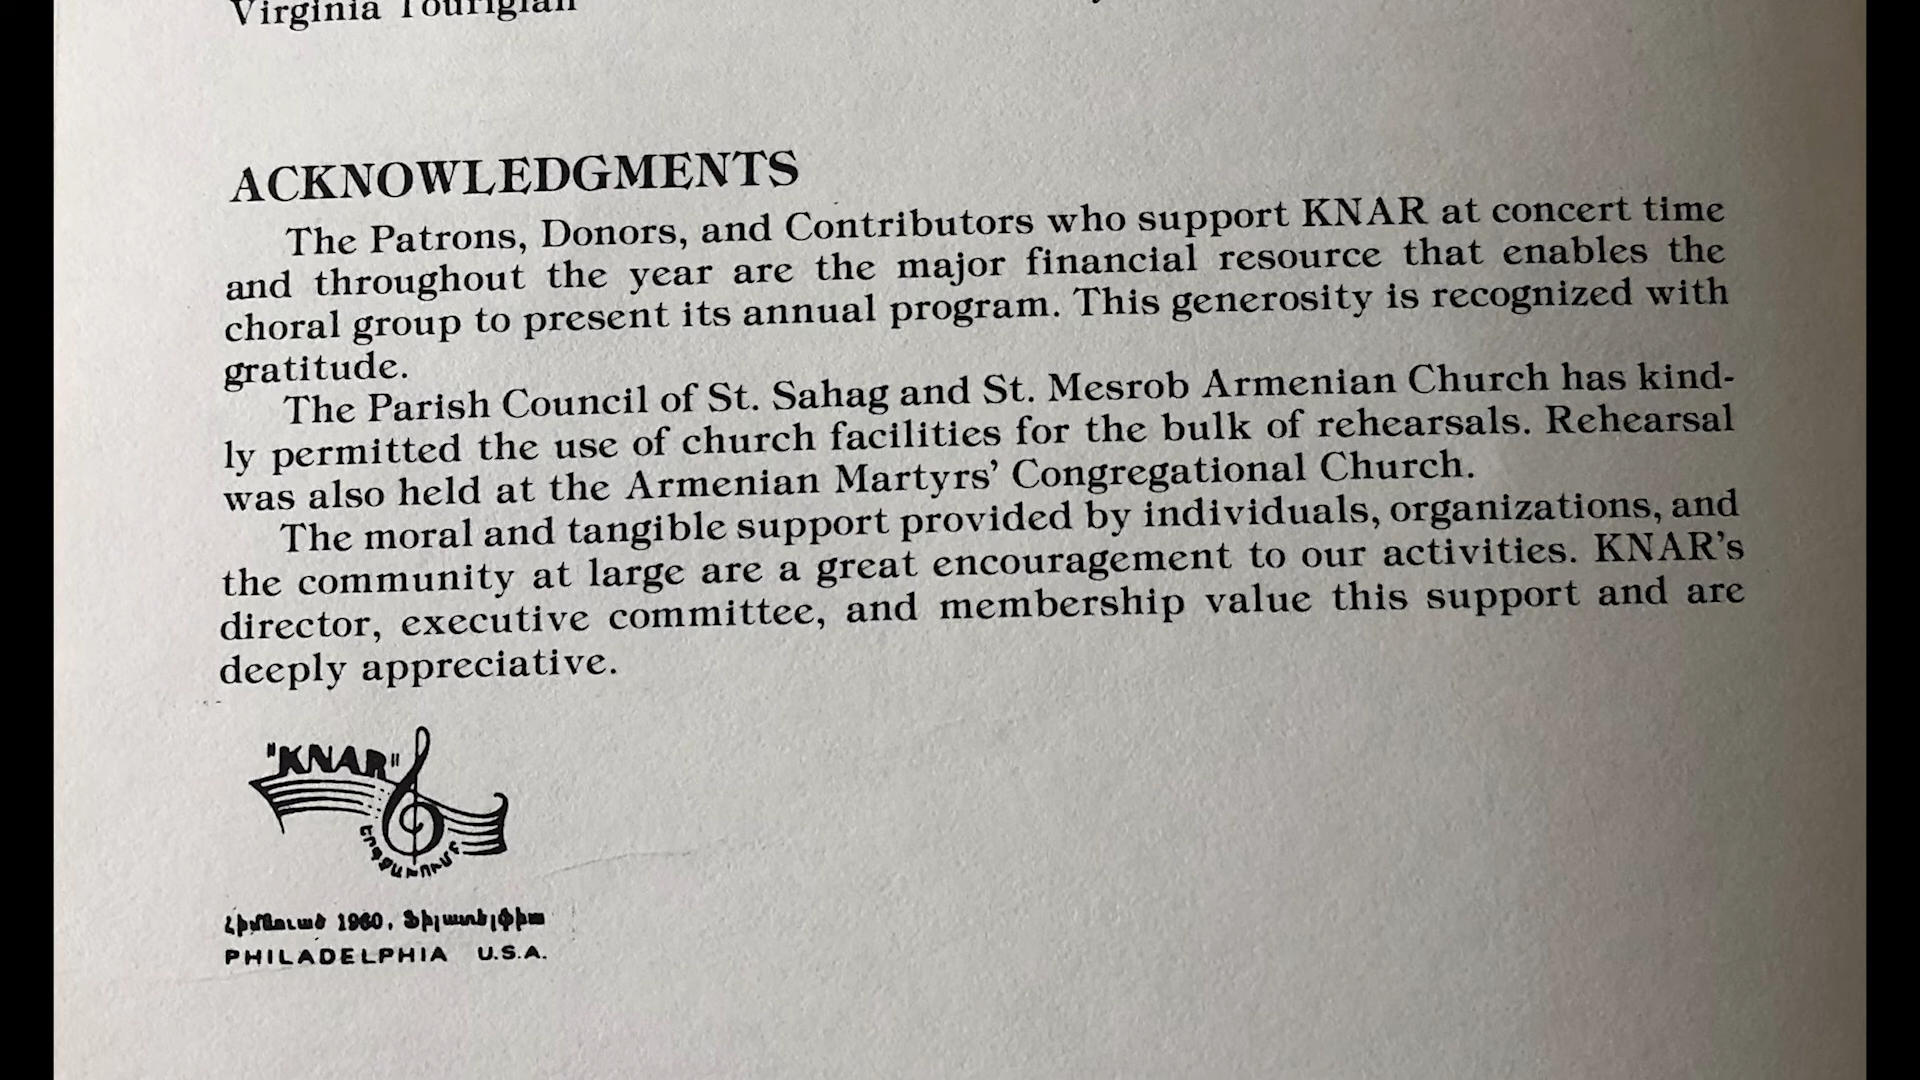 Virginia Tourigian
ACKNOWLEDGMENTS
The Patrons, Donors, and Contributors who support KNAR at concert time
and throughout the year are the major financial resource that enables the
choral group to present its annual program. This generosity is recognized with
gratitude.
The Parish Council of St. Sahag and St. Mesrob Armenian Church has kind-
ly permitted the use of church facilities for the bulk of rehearsals. Rehearsal
was also held at the Armenian Martyrs’ Congregational Church.
The moral and tangible support provided by individuals, organizations, and
the community at large are a great encouragement to our activities. KNAR’s
director, executive committee, and membership value this support and are
deeply appreciative.
"KNAR"
երգչախումբ
Հիմնուած 1960, Ֆիլատելֆիա
PHILADELPHIA U.S.A.